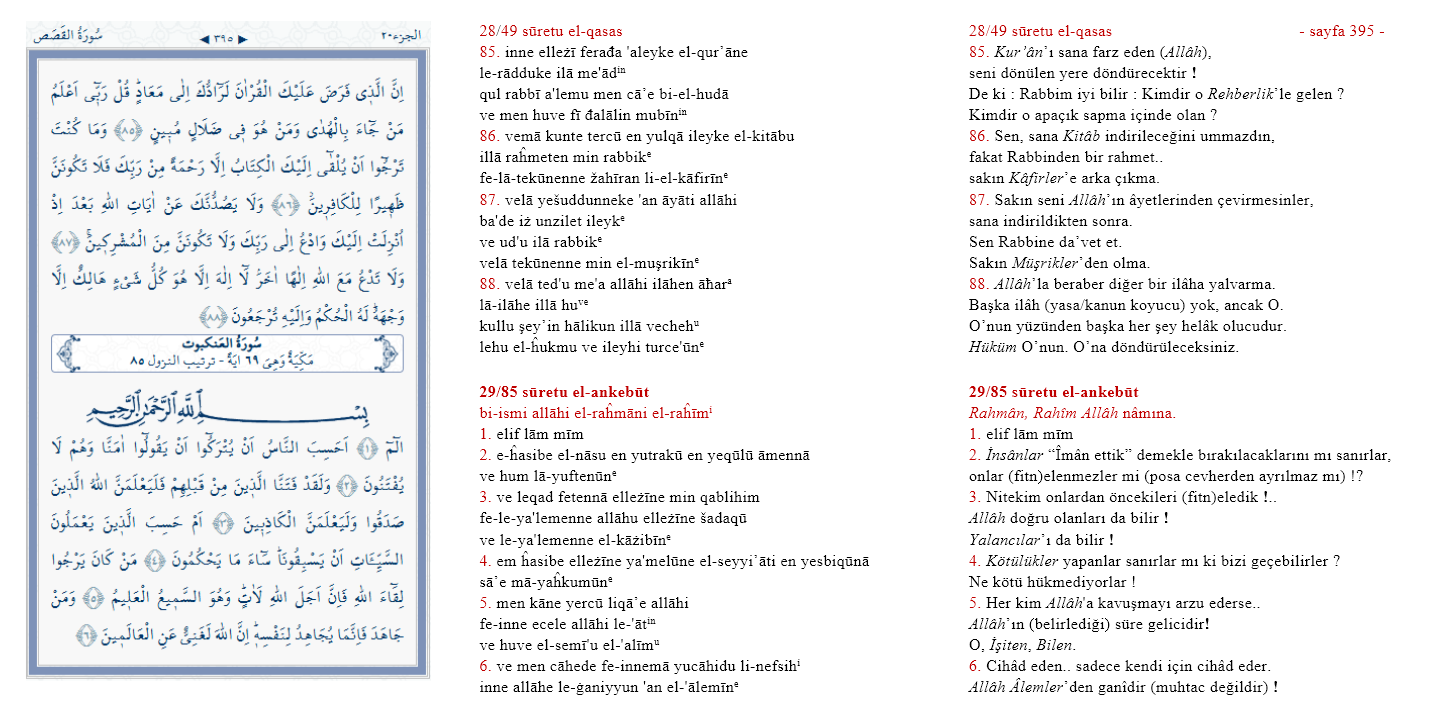 الجزء٢٠
◀ ٣٩٥ ▶
سُورَةُ القَصَص
اِنَّ الَّذٖي فَرَضَ عَلَيْكَ الْقُرْاٰنَ لَرَٓادُّكَ اِلٰى مَعَادٍؕ قُلْ رَبّٖٓي اَعْلَمُ
مَنْ جَٓاءَ بِالْهُدٰى وَمَنْ هُوَ فٖي ضَلَالٍ مُبٖينٍ ﴿٨٥﴾ وَمَا كُنْتَ
تَرْجُٓوا اَنْ يُلْقٰٓى اِلَيْكَ الْكِتَابُ اِلَّا رَحْمَةً مِنْ رَبِّكَ فَلَا تَكُونَنَّ
ظَهٖيرًا لِلْكَافِرٖينَؗ ﴿٨٦﴾ وَلَا يَصُدُّنَّكَ عَنْ اٰيَاتِ اللّٰهِ بَعْدَ اِذْ
اُنْزِلَتْ اِلَيْكَ وَادْعُ اِلٰى رَبِّكَ وَلَا تَكُونَنَّ مِنَ الْمُشْرِكٖينَۚ ﴿٨٧﴾
وَلَا تَدْعُ مَعَ اللّٰهِ اِلٰهًا اٰخَرَۘ لَٓا اِلٰهَ اِلَّا هُوَ كُلُّ شَيْءٍ هَالِكٌ اِلَّا
وَجْهَهُؕ لَهُ الْحُكْمُ وَاِلَيْهِ تُرْجَعُونَ ﴿٨٨﴾
سُورَةُ العَنكبوت
مَكِّيَةٌ وَهِىَ ٦٩ اٰيَةً - ترتيب النزول ٨٥
بِسْمِ اللّٰهِ الرَّحْمٰنِ الرَّحٖيمِ
الٓمٓ ﴿١﴾ اَحَسِبَ النَّاسُ اَنْ يُتْرَكُٓوا اَنْ يَقُولُٓوا اٰمَنَّا وَهُمْ لَا
يُفْتَنُونَ ﴿٢﴾ وَلَقَدْ فَتَنَّا الَّذٖينَ مِنْ قَبْلِهِمْ فَلَيَعْلَمَنَّ اللّٰهُ الَّذٖينَ
صَدَقُوا وَلَيَعْلَمَنَّ الْكَاذِبٖينَ ﴿٣﴾ اَمْ حَسِبَ الَّذٖينَ يَعْمَلُونَ
السَّيِّـَٔاتِ اَنْ يَسْبِقُونَاؕ سَٓاءَ مَا يَحْكُمُونَ ﴿٤﴾ مَنْ كَانَ يَرْجُوا
لِقَٓاءَ اللّٰهِ فَاِنَّ اَجَلَ اللّٰهِ لَاٰتٍؕ وَهُوَ السَّمٖيعُ الْعَلٖيمُ ﴿٥﴾ وَمَنْ
جَاهَدَ فَاِنَّمَا يُجَاهِدُ لِنَفْسِهٖؕ اِنَّ اللّٰهَ لَغَنِيٌّ عَنِ الْعَالَمٖينَ ﴿٦﴾
28/49 sūretu el-qasas
85. inne elleżī ferađa 'aleyke el-qur’āne
le-rādduke ilā me'ādⁱⁿ
qul rabbī a'lemu men cā’e bi-el-hudā
ve men huve fī đalālin mubīnⁱⁿ
86. vemā kunte tercū en yulqā ileyke el-kitābu
illā raĥmeten min rabbikᵉ
fe-lā-tekūnenne žahīran li-el-kāfirīnᵉ
87. velā yešuddunneke 'an āyāti allāhi
ba'de iż unzilet ileykᵉ
ve ud'u ilā rabbikᵉ
velā tekūnenne min el-muşrikīnᵉ
88. velā ted'u me'a allāhi ilāhen āħarᵃ
lā-ilāhe illā huᵛᵉ
kullu şey’in hālikun illā vechehᵘ
lehu el-ĥukmu ve ileyhi turce'ūnᵉ
29/85 sūretu el-ankebūt
bi-ismi allāhi el-raĥmāni el-raĥīmⁱ
1. elif lām mīm
2. e-ĥasibe el-nāsu en yutrakū en yeqūlū āmennā
ve hum lā-yuftenūnᵉ
3. ve leqad fetennā elleżīne min qablihim
fe-le-ya'lemenne allāhu elleżīne šadaqū
ve le-ya'lemenne el-kāżibīnᵉ
4. em ĥasibe elleżīne ya'melūne el-seyyi’āti en yesbiqūnā
sā’e mā-yaĥkumūnᵉ
5. men kāne yercū liqā’e allāhi
fe-inne ecele allāhi le-'ātⁱⁿ
ve huve el-semī'u el-'alīmᵘ
6. ve men cāhede fe-innemā yucāhidu li-nefsihⁱ
inne allāhe le-ġaniyyun 'an el-'ālemīnᵉ
28/49 sūretu el-qasas - sayfa 395 -
85. Kur’ân’ı sana farz eden (Allâh),
seni dönülen yere döndürecektir !
De ki : Rabbim iyi bilir : Kimdir o Rehberlik’le gelen ?
Kimdir o apaçık sapma içinde olan ?
86. Sen, sana Kitâb indirileceğini ummazdın,
fakat Rabbinden bir rahmet..
sakın Kâfirler’e arka çıkma.
87. Sakın seni Allâh’ın âyetlerinden çevirmesinler,
sana indirildikten sonra.
Sen Rabbine da’vet et.
Sakın Müşrikler’den olma.
88. Allâh’la beraber diğer bir ilâha yalvarma.
Başka ilâh (yasa/kanun koyucu) yok, ancak O.
O’nun yüzünden başka her şey helâk olucudur.
Hüküm O’nun. O’na döndürüleceksiniz.
29/85 sūretu el-ankebūt
Rahmân, Rahîm Allâh nâmına.
1. elif lām mīm
2. İnsânlar “Îmân ettik” demekle bırakılacaklarını mı sanırlar,
onlar (fitn)elenmezler mi (posa cevherden ayrılmaz mı) !?
3. Nitekim onlardan öncekileri (fitn)eledik !..
Allâh doğru olanları da bilir !
Yalancılar’ı da bilir !
4. Kötülükler yapanlar sanırlar mı ki bizi geçebilirler ?
Ne kötü hükmediyorlar !
5. Her kim Allâh'a kavuşmayı arzu ederse..
Allâh’ın (belirlediği) süre gelicidir!
O, İşiten, Bilen.
6. Cihâd eden.. sadece kendi için cihâd eder.
Allâh Âlemler’den ganîdir (muhtac değildir) !